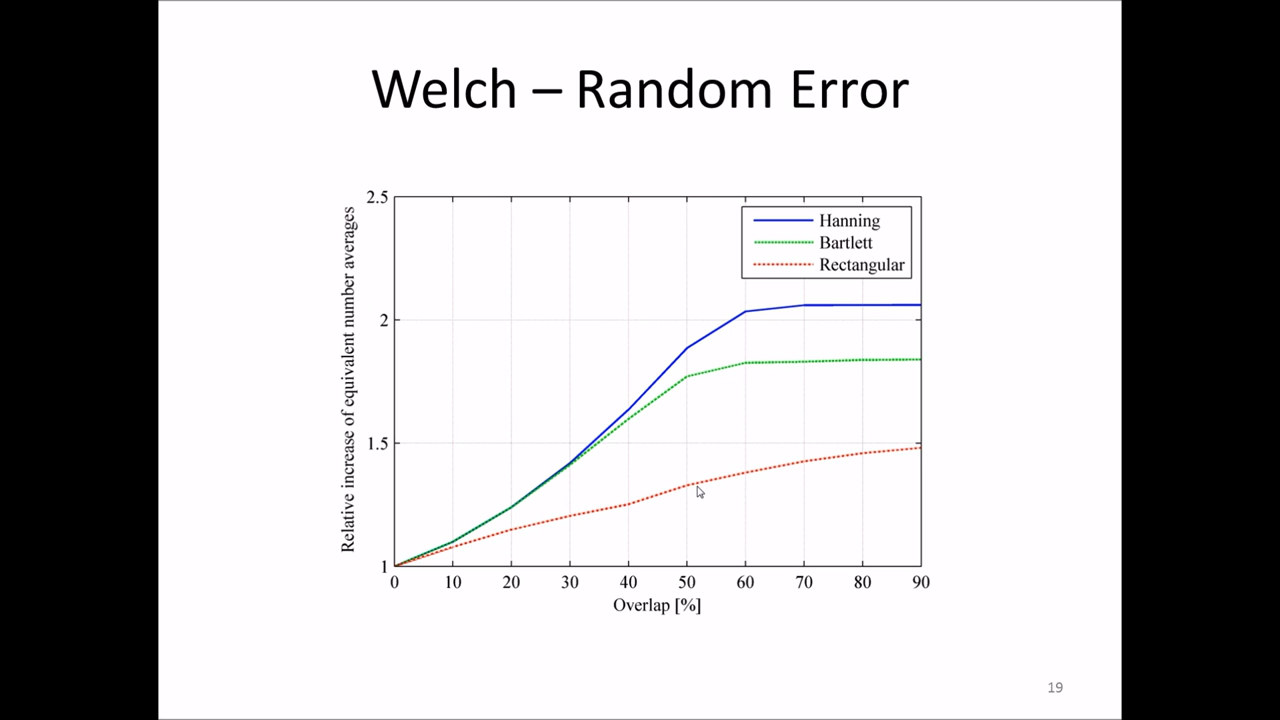 Welch – Random Error
Relative increase of equivalent number averages
2.5
2
1.5
1
Hanning
Bartlett
Rectangular
0 10 20 30 40 50 60 70 80 90
Overlap [%]
19